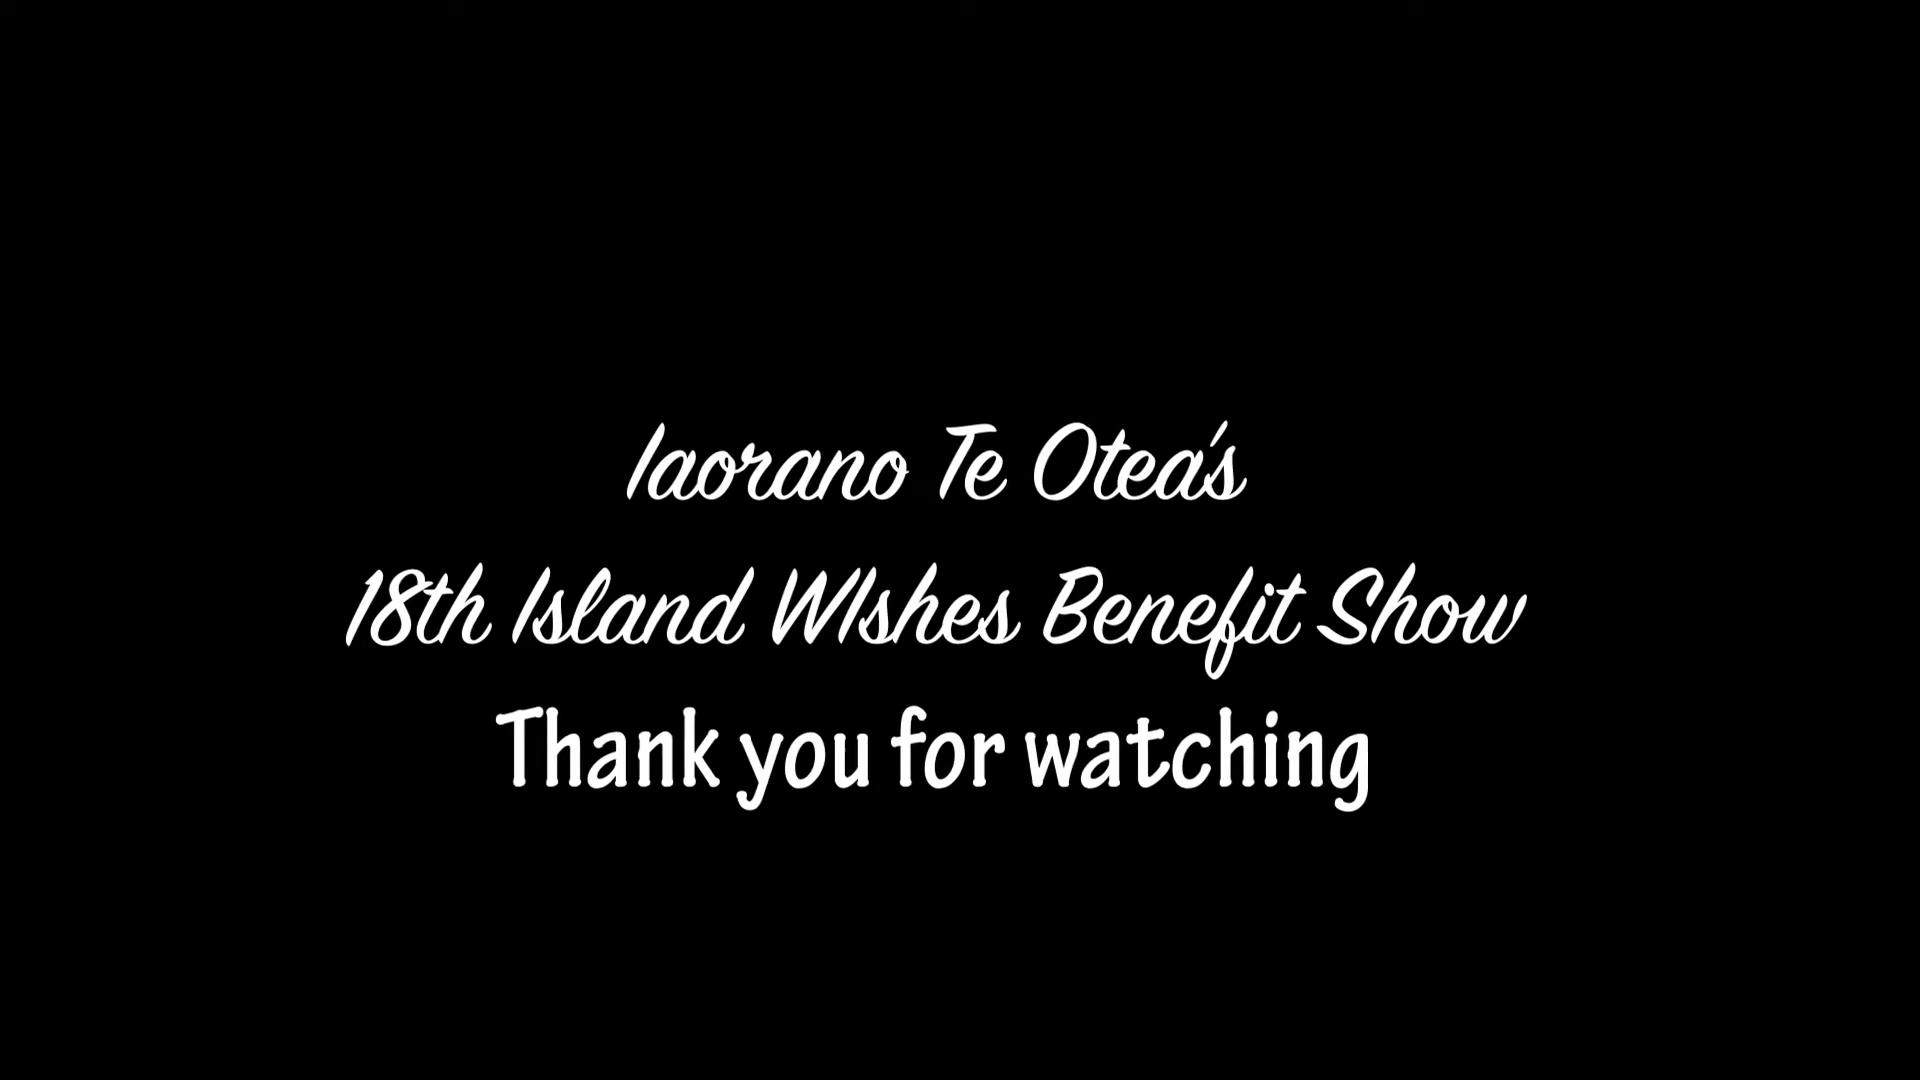 Iaorano Te Otea's
18th Island WIshes Benefit Show
Thank you for watching